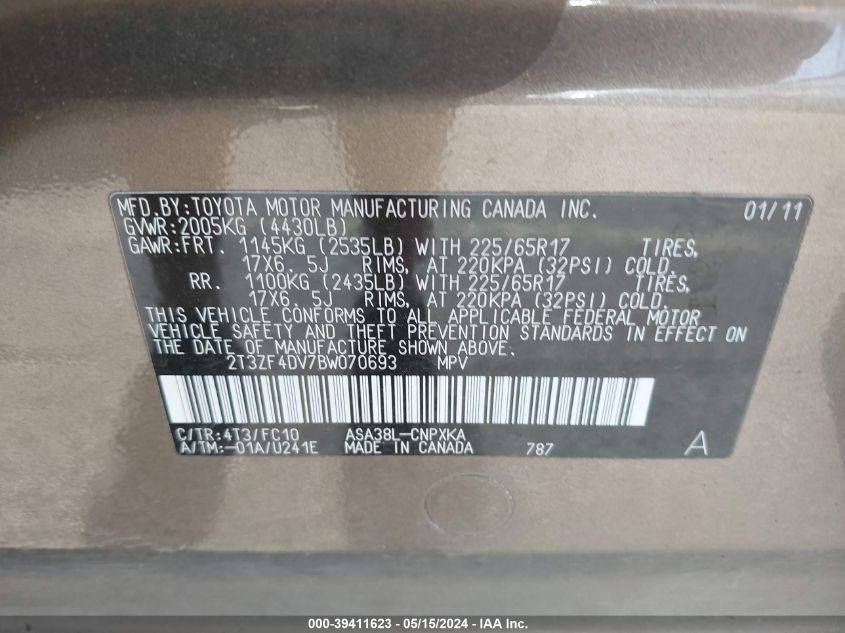 MFD.BY:TOYOTA MOTOR MANUFACTURING CANADA INC. 01/11
GVWR:2005KG (4430LB)
GAWR:FRT. 1145KG (2535LB) WITH 225/65R17 TIRES,
17X6.5J RIMS, AT 220KPA (32PSI) COLD.
RR. 1100KG (2435LB) WITH 225/65R17 TIRES,
17X6.5J RIMS, AT 220KPA (32PSI) COLD.
THIS VEHICLE CONFORMS TO ALL APPLICABLE FEDERAL MOTOR
VEHICLE SAFETY AND THEFT PREVENTION STANDARDS IN EFFECT ON
THE DATE OF MANUFACTURE SHOWN ABOVE.
2T3ZF4DV7BW070693 MPV
C/TR:4T3/FC10 ASA38L-CNPXKA
A/TM:-01A/U241E MADE IN CANADA 787 A
000-39411623 - 05/15/2024 - IAA Inc.